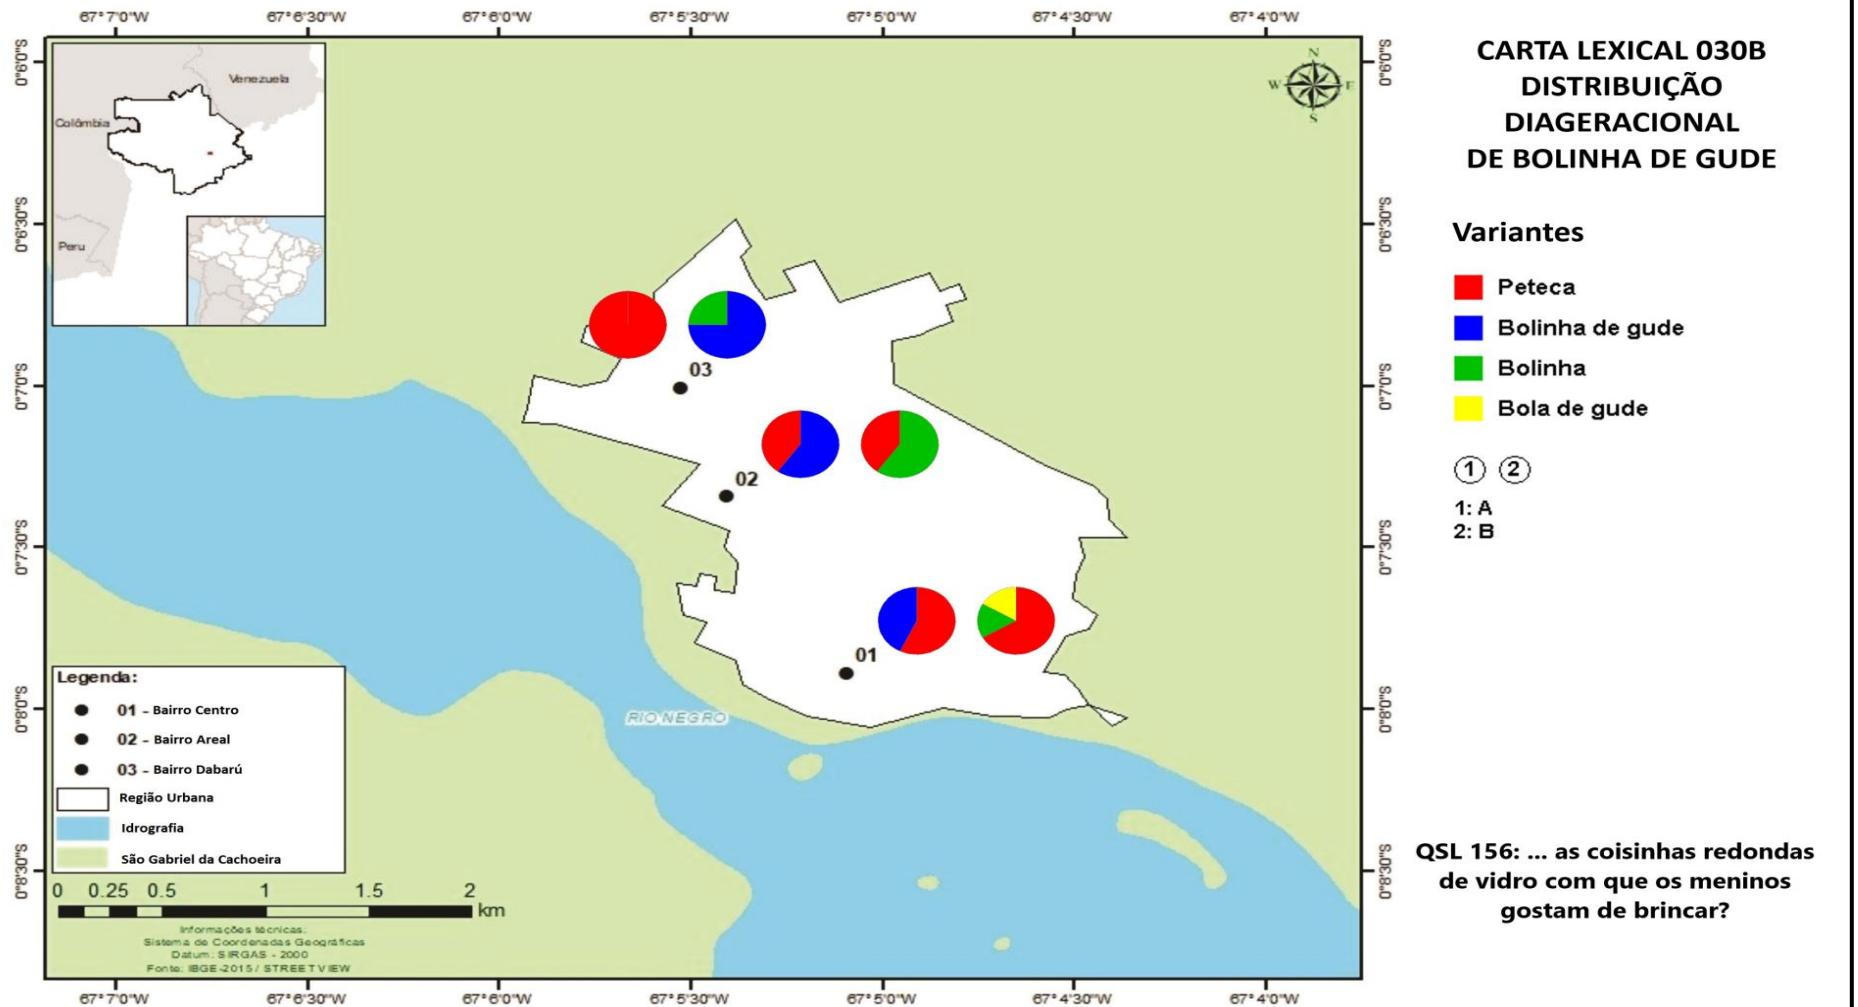 67°7'0"W 67°6'30"W 67°6'0"W 67°5'30"W 67°5'0"W 67°4'30"W 67°4'0"W
0°6'0"S 0°6'0"S
0°6'30"S 0°6'30"S
0°7'0"S 0°7'0"S
0°7'30"S 0°7'30"S
0°8'0"S 0°8'0"S
0°8'30"S 0°8'30"S
Venezuela
Colômbia
Peru
N
W E
S
03
02
01
RIO NEGRO
Legenda:
01 - Bairro Centro
02 - Bairro Areal
03 - Bairro Dabarú
Região Urbana
Idrografia
São Gabriel da Cachoeira
0 0.25 0.5 1 1.5 2
km
Informações técnicas:
Sistema de Coordenadas Geográficas
Datum: SIRGAS - 2000
Fonte: IBGE-2015 / STREETVIEW
67°7'0"W 67°6'30"W 67°6'0"W 67°5'30"W 67°5'0"W 67°4'30"W 67°4'0"W
CARTA LEXICAL 030B
DISTRIBUIÇÃO
DIAGERACIONAL
DE BOLINHA DE GUDE
Variantes
Peteca
Bolinha de gude
Bolinha
Bola de gude
1 2
1: A
2: B
QSL 156: ... as coisinhas redondas
de vidro com que os meninos
gostam de brincar?